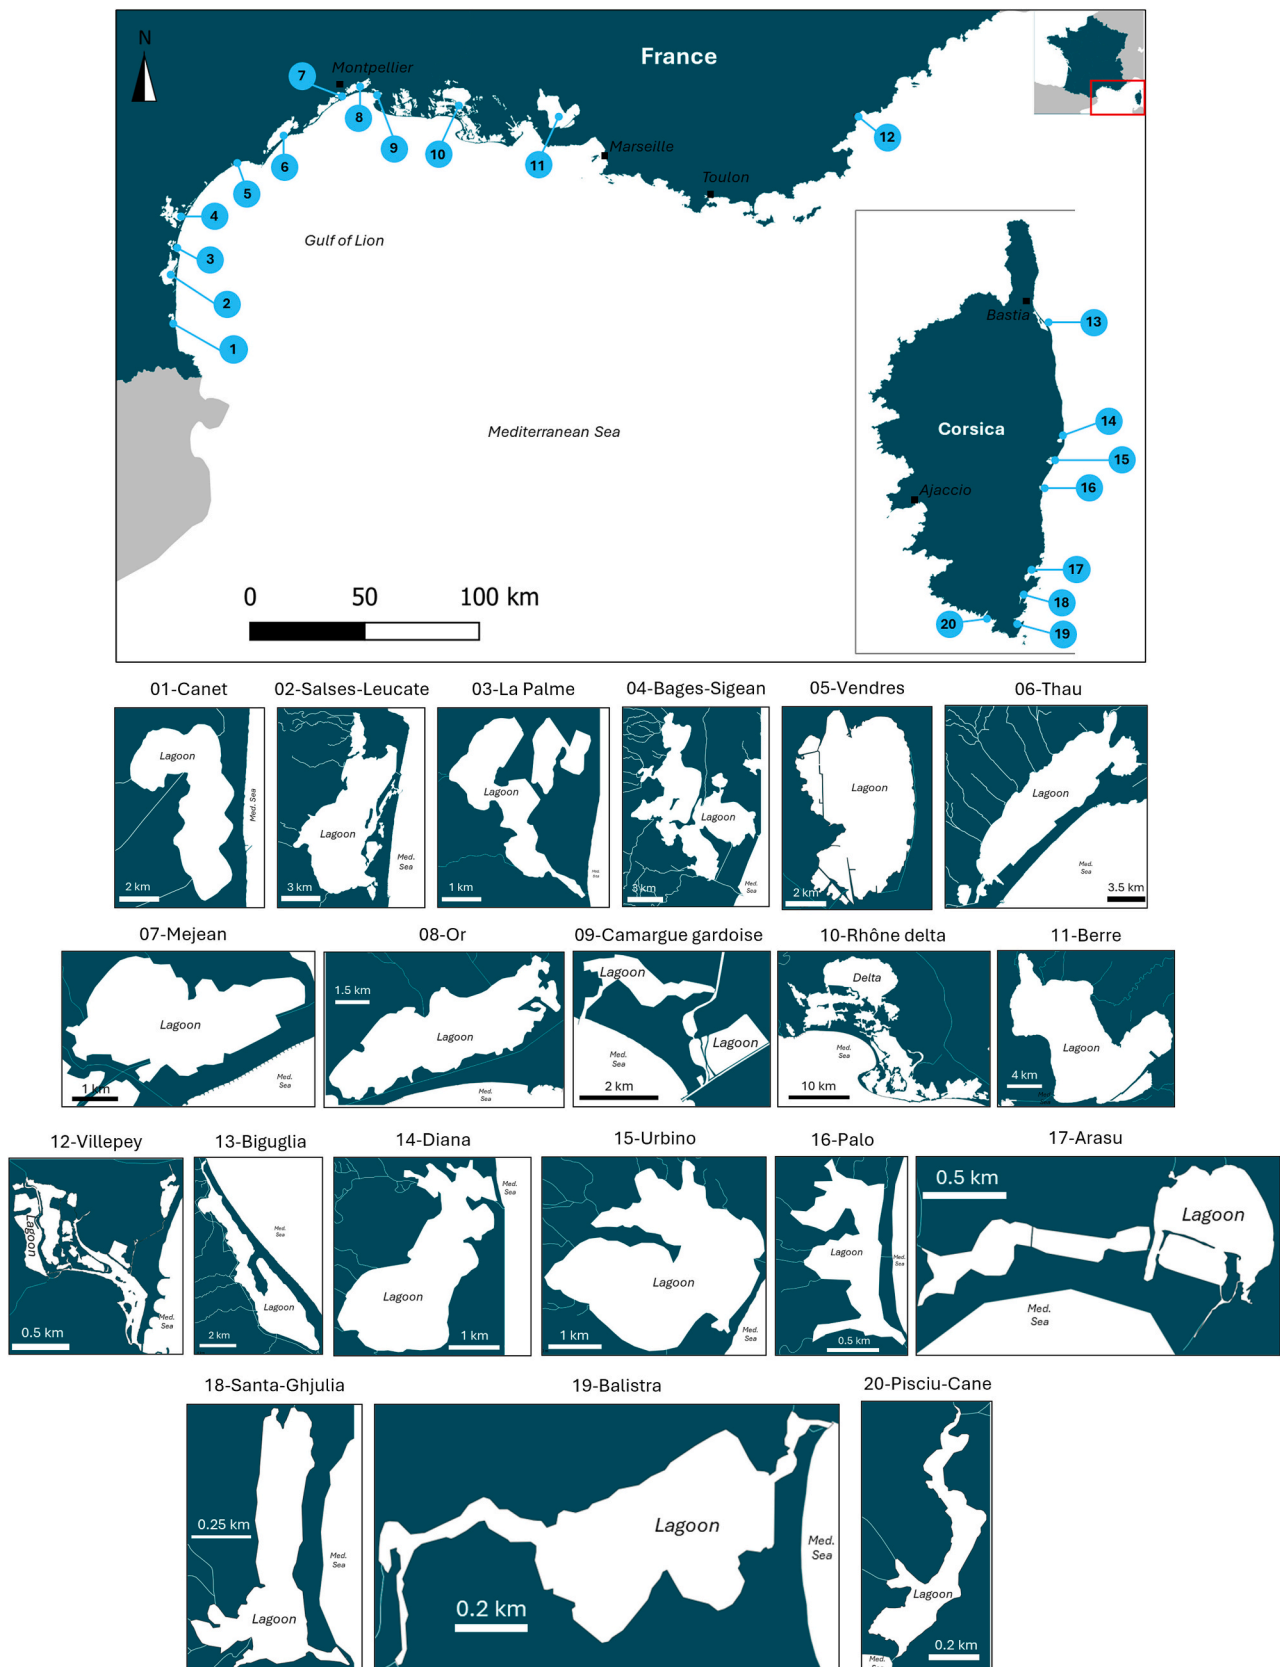 N
France
Montpellier
7
8
9
10
11
12
Marseille
Toulon
6
5
4
3
2
1
Gulf of Lion
Mediterranean Sea
0 50 100 km
Bastia
13
Corsica
14
15
16
Ajaccio
17
18
19
20
01-Canet
Lagoon
Med. Sea
2 km
02-Salses-Leucate
Lagoon
Med.
Sea
3 km
03-La Palme
Lagoon
Med.
Sea
1 km
04-Bages-Sigean
Lagoon
Med.
Sea
3 km
05-Vendres
Lagoon
2 km
06-Thau
Lagoon
Med.
Sea
3.5 km
07-Mejean
Lagoon
Med.
Sea
1 km
08-Or
1.5 km
Lagoon
Med.
Sea
09-Camargue gardoise
Lagoon
Lagoon
Med.
Sea
2 km
10-Rhône delta
Delta
Med.
Sea
10 km
11-Berre
Lagoon
4 km
Sea
12-Villepey
Lagoon
Med.
Sea
0.5 km
13-Biguglia
Med.
Sea
Lagoon
2 km
14-Diana
Med.
Sea
Lagoon
1 km
15-Urbino
Lagoon
Med.
Sea
1 km
16-Palo
Lagoon
Med.
Sea
0.5 km
17-Arasu
0.5 km
Lagoon
Med.
Sea
18-Santa-Ghjulia
0.25 km
Med.
Sea
Lagoon
19-Balistra
Lagoon
Med.
Sea
0.2 km
20-Pisciu-Cane
Lagoon
0.2 km
Med.